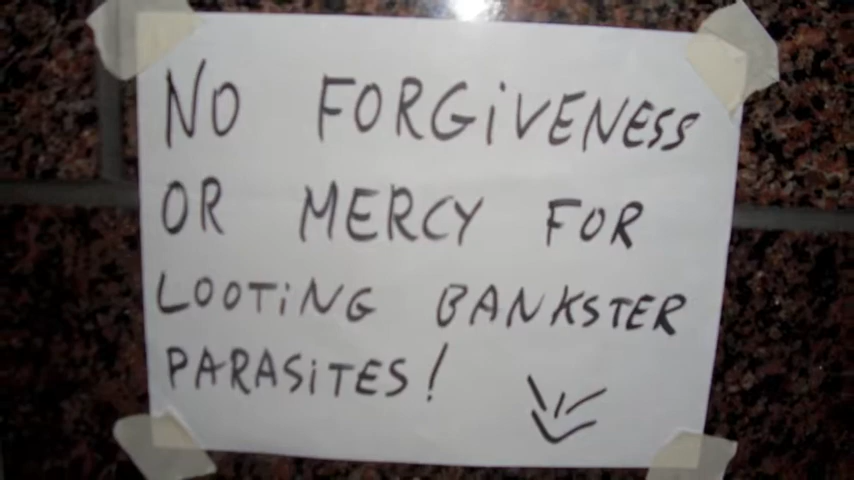 NO FORGiVENESS
OR MERCY FOR
LOOTiNG BANKSTER
PARASiTES!